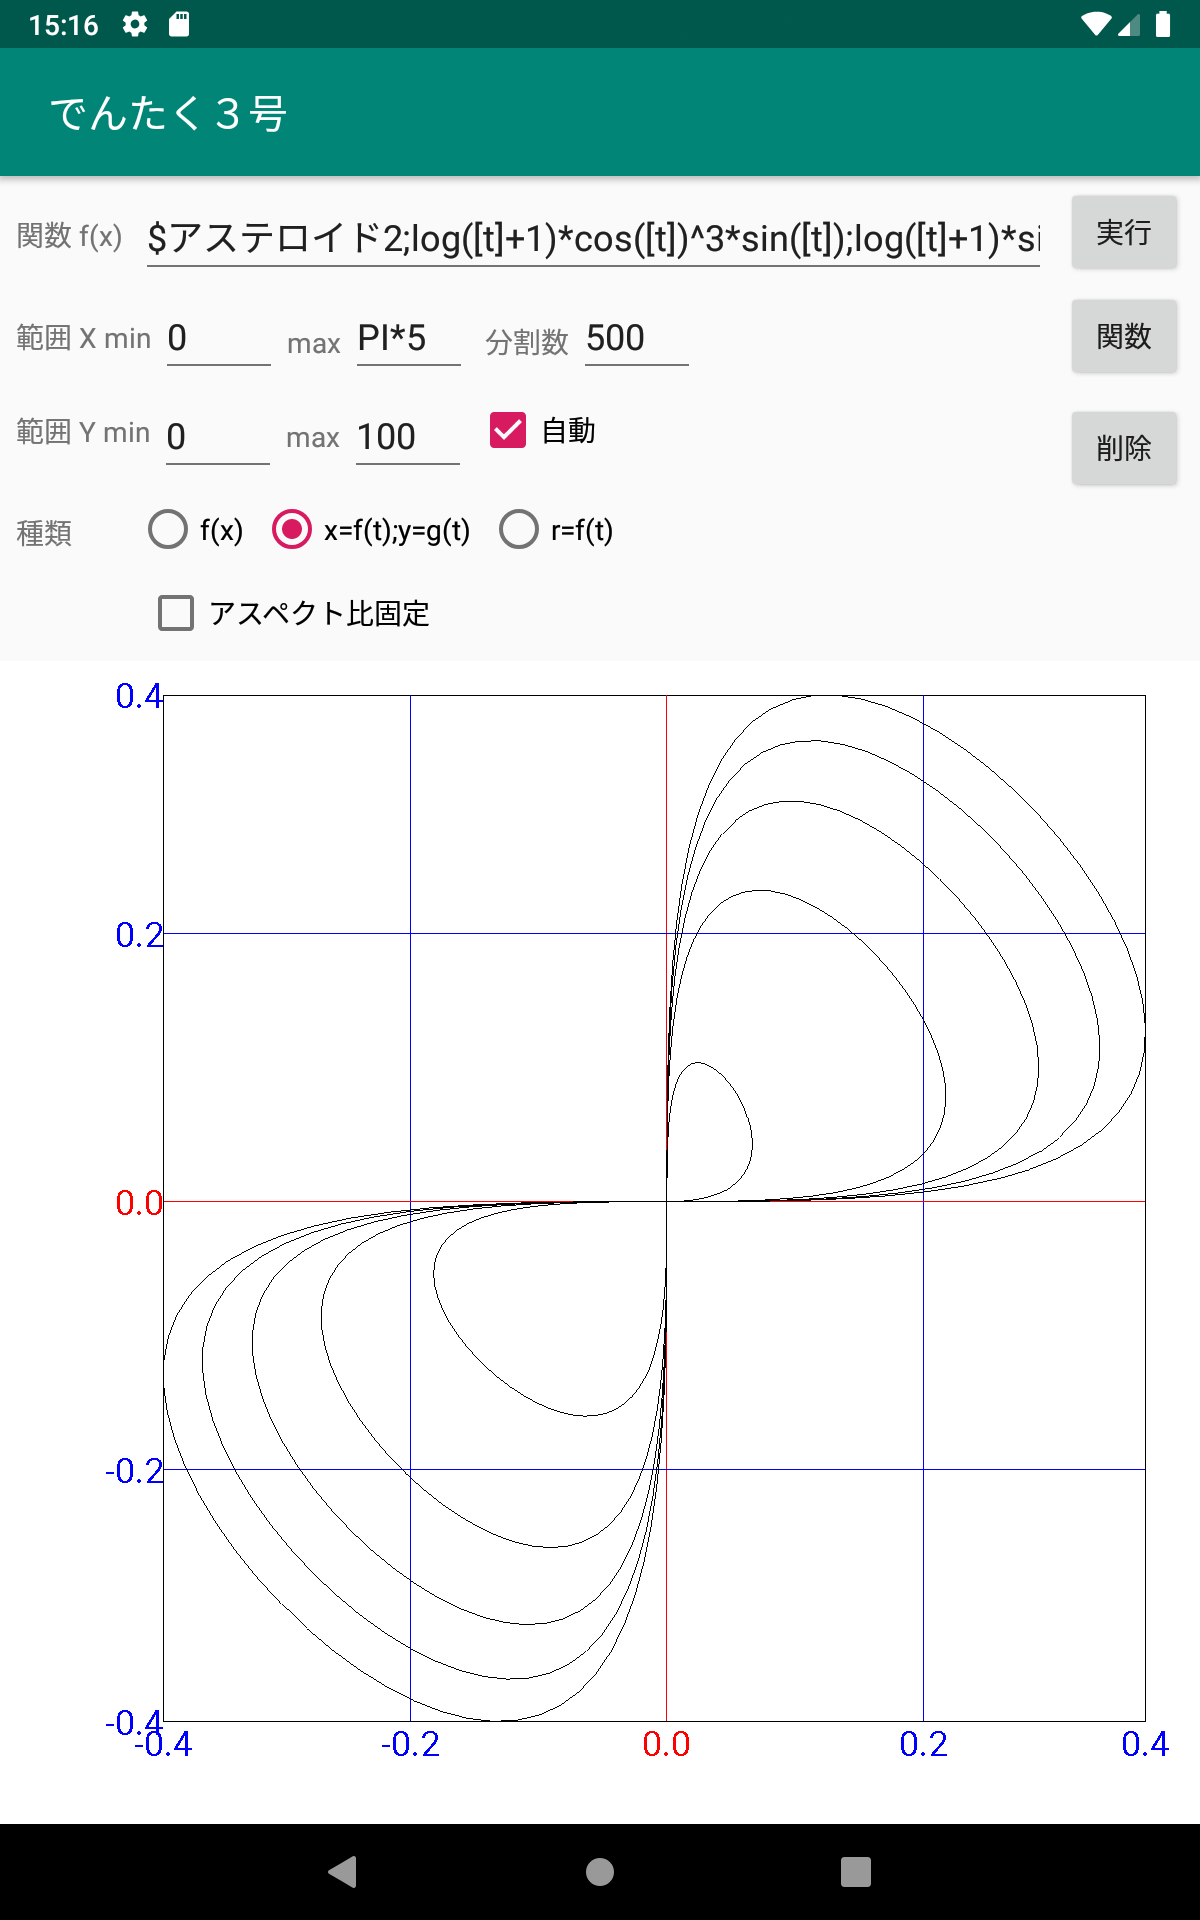 15:16
でんたく３号
関数 f(x) $アステロイド2;log([t]+1)*cos([t])^3*sin([t]);log([t]+1)*si 実行
範囲 X min 0 max PI*5 分割数 500 関数
範囲 Y min 0 max 100 自動 削除
種類 f(x) x=f(t);y=g(t) r=f(t)
アスペクト比固定
0.4
0.2
0.0
-0.2
-0.4
-0.4 -0.2 0.0 0.2 0.4